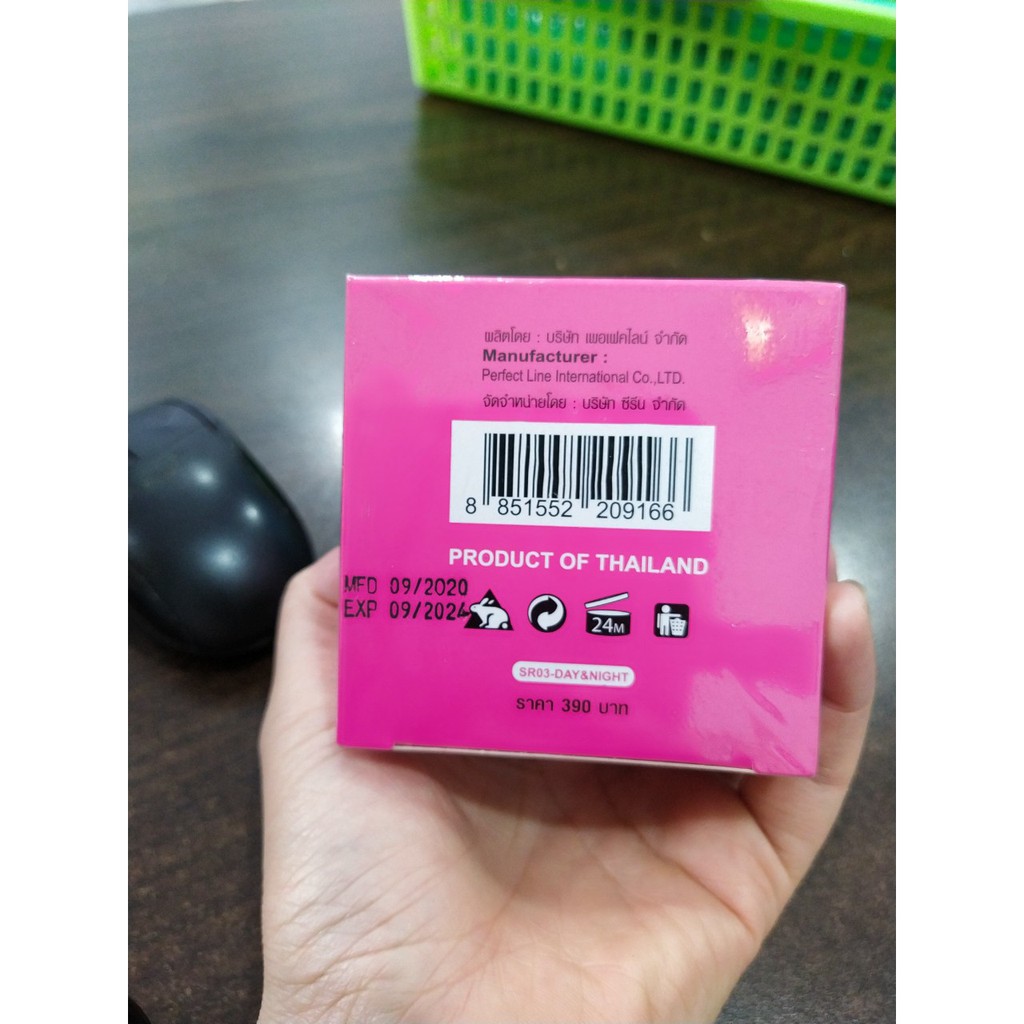 ผลิตโดย : บริษัท เพอเฟคไลน์ จำกัด
Manufacturer :
Perfect Line International Co.,LTD.
จัดจำหน่ายโดย : บริษัท ซีรีน จำกัด
8 851552 209166
PRODUCT OF THAILAND
MFD 09/2020
EXP 09/2024
24M
SR03-DAY&NIGHT
ราคา 390 บาท